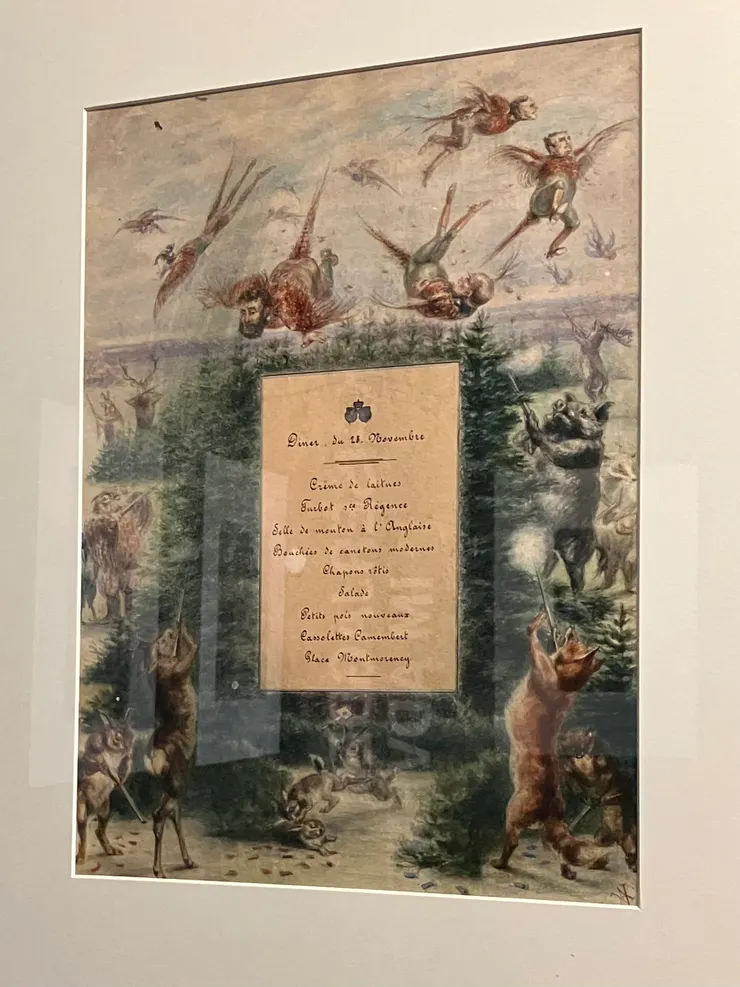 Diner du 28. Novembre
Crême de laitues
Turbot sce Régence
Selle de mouton à l'Anglaise
Bouchées de canetons modernes
Chapons rôtis
Salade
Petits pois nouveaux
Cassolettes Camembert
Glace Montmorency